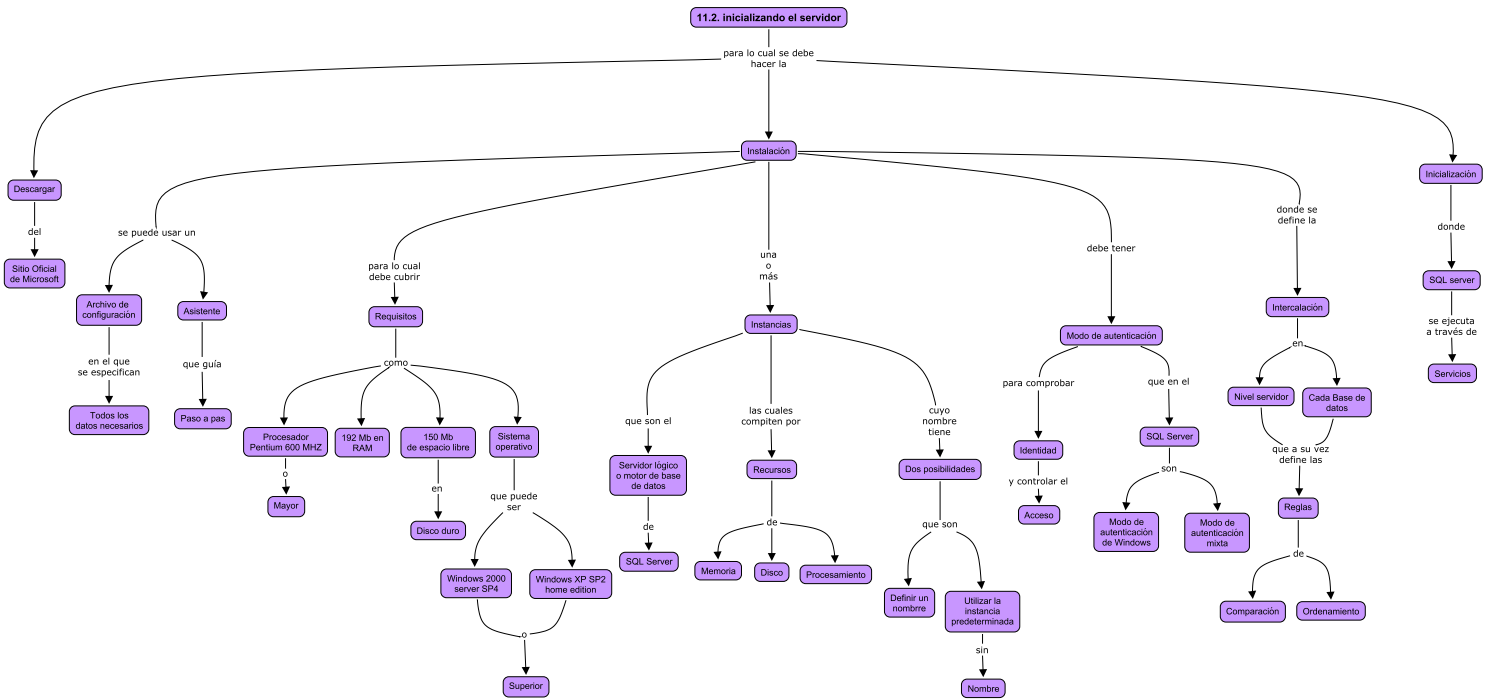 11.2. inicializando el servidor
para lo cual se debe
hacer la
Descargar
del
Sitio Oficial
de Microsoft
Instalaciòn
se puede usar un
Archivo de
configuración
en el que
se especifican
Todos los
datos necesarios
Asistente
que guía
Paso a pas
para lo cual
debe cubrir
Requisitos
como
Procesador
Pentium 600 MHZ
o
Mayor
192 Mb en
RAM
150 Mb
de espacio libre
en
Disco duro
Sistema
operativo
que puede
ser
Windows 2000
server SP4
Windows XP SP2
home edition
o
Superior
una
o
más
Instancias
que son el
Servidor lógico
o motor de base
de datos
de
SQL Server
las cuales
compiten por
Recursos
de
Memoria
Disco
Procesamiento
cuyo
nombre
tiene
Dos posibilidades
que son
Definir un
nombrre
Utilizar la
instancia
predeterminada
sin
Nombre
debe tener
Modo de autenticación
para comprobar
Identidad
y controlar el
Acceso
que en el
SQL Server
son
Modo de
autenticación
de Windows
Modo de
autenticación
mixta
donde se
define la
Intercalación
en
Nivel servidor
Cada Base de
datos
que a su vez
define las
Reglas
de
Comparación
Ordenamiento
Inicialización
donde
SQL server
se ejecuta
a través de
Servicios